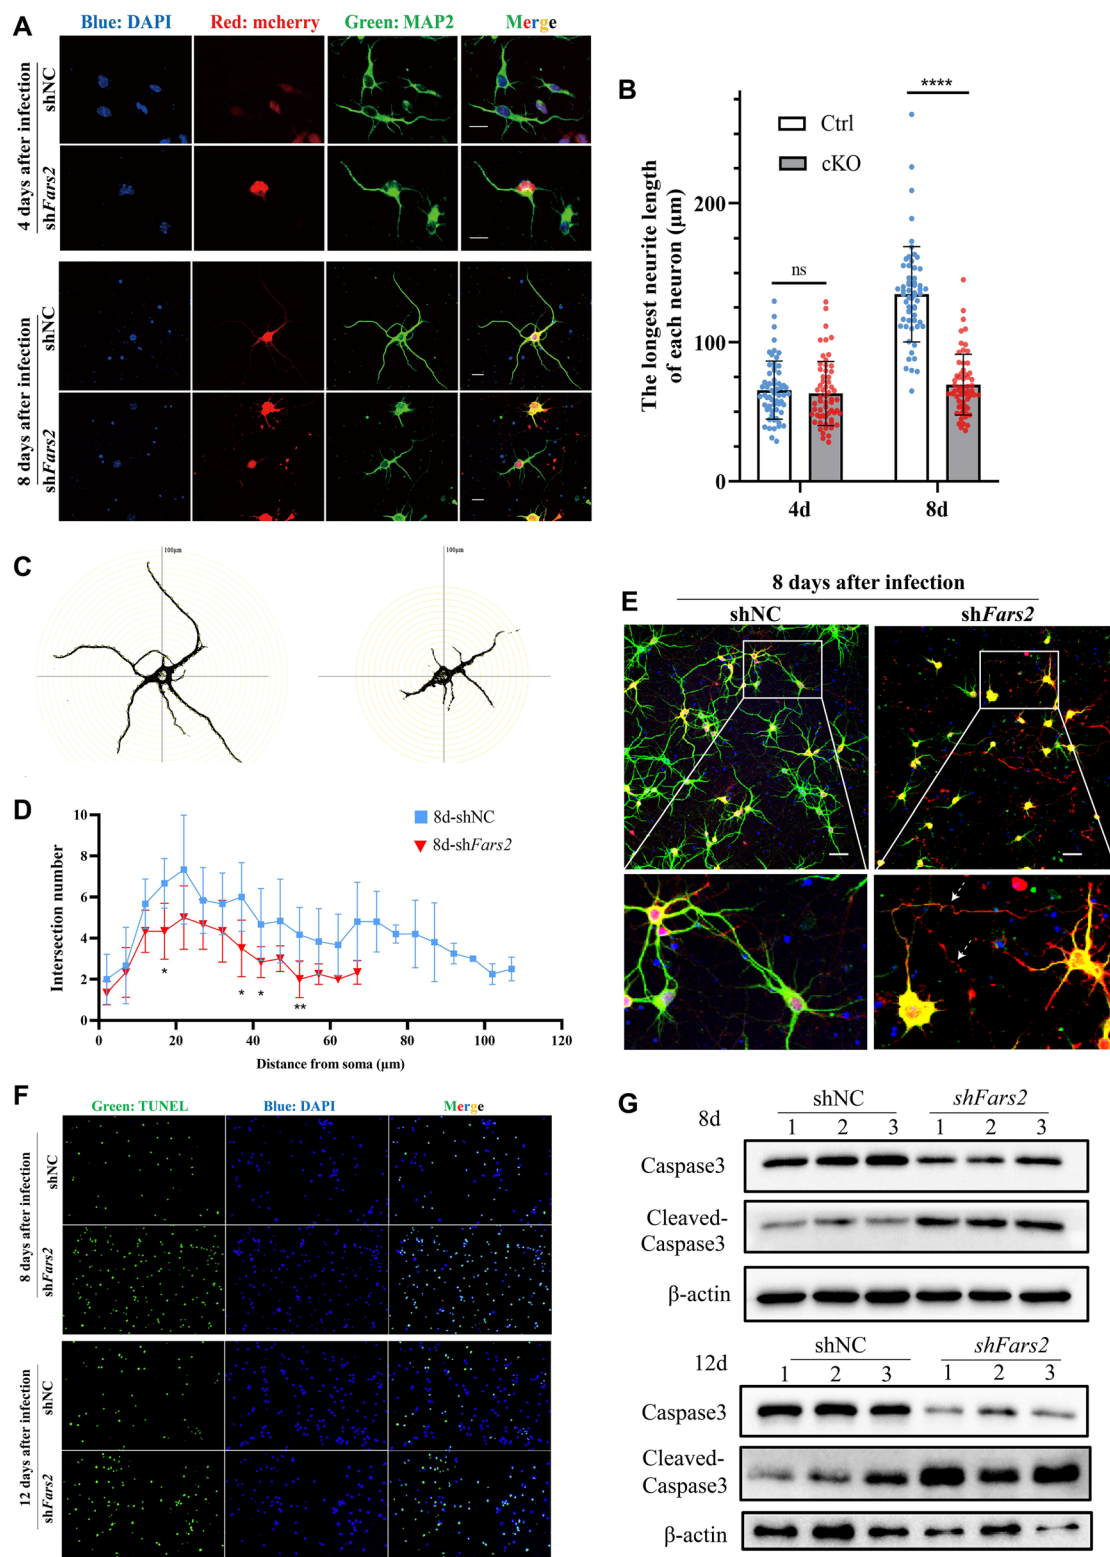 A
Blue: DAPI Red: mcherry Green: MAP2 Merge
4 days after infection
shNC
shFars2
8 days after infection
shNC
shFars2
B
The longest neurite length
of each neuron (μm)
Ctrl
cKO
****
ns
200
100
0
4d 8d
C
100μm
100μm
D
8d-shNC
8d-shFars2
Intersection number
10
8
6
4
2
0
* * * **
0 20 40 60 80 100 120
Distance from soma (μm)
E
8 days after infection
shNC shFars2
F
Green: TUNEL Blue: DAPI Merge
8 days after infection
shNC
shFars2
12 days after infection
shNC
shFars2
G
8d shNC shFars2
1 2 3 1 2 3
Caspase3
Cleaved-
Caspase3
β-actin
12d shNC shFars2
1 2 3 1 2 3
Caspase3
Cleaved-
Caspase3
β-actin